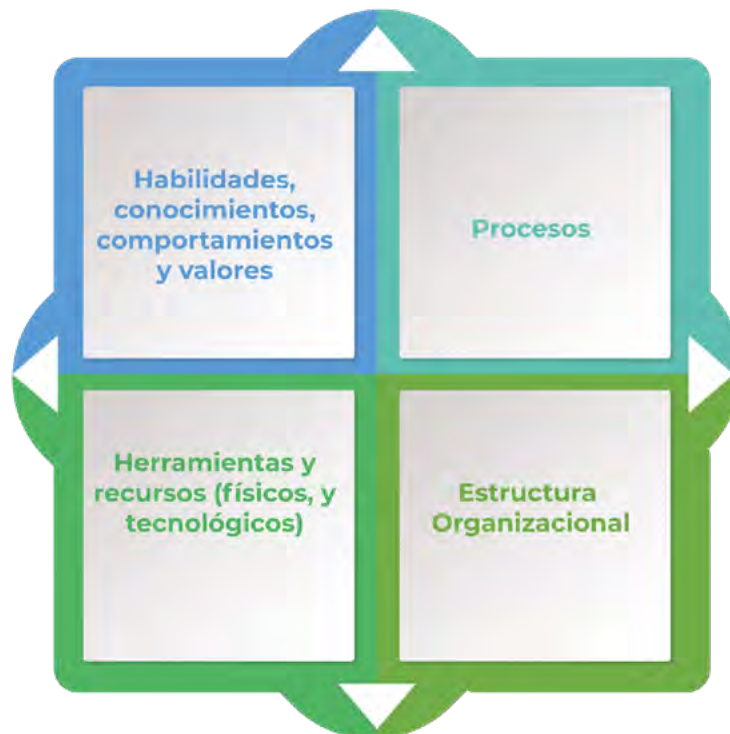 Habilidades,
conocimientos,
comportamientos
y valores
Procesos
Herramientas y
recursos (físicos, y
tecnológicos)
Estructura
Organizacional